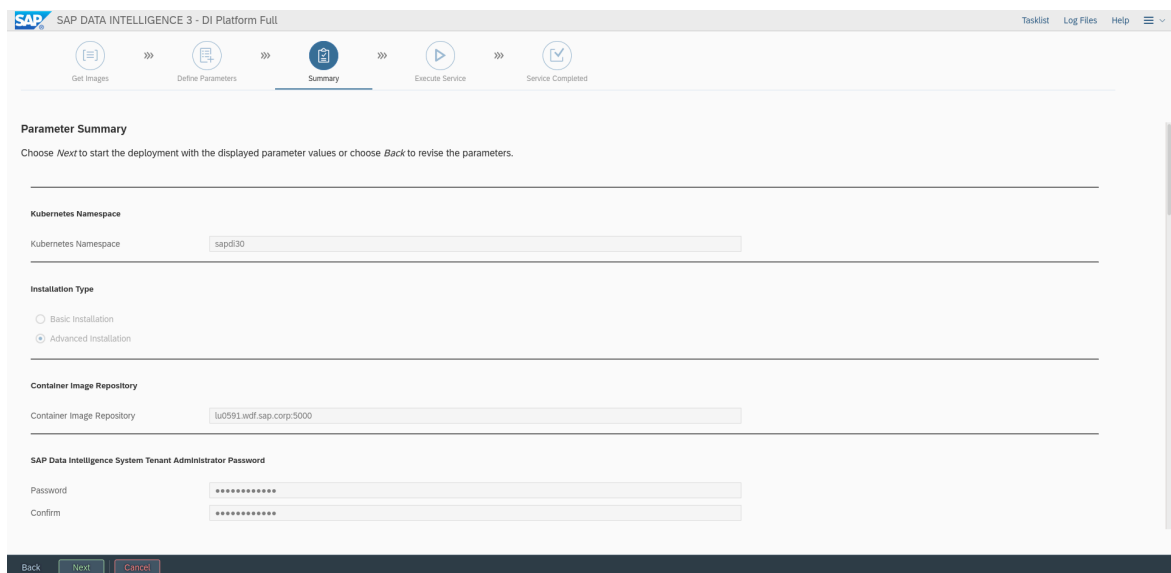 SAP SAP DATA INTELLIGENCE 3 - DI Platform Full Tasklist Log Files Help
Get Images Define Parameters Summary Execute Service Service Completed
Parameter Summary
Choose Next to start the deployment with the displayed parameter values or choose Back to revise the parameters.
Kubernetes Namespace
Kubernetes Namespace sapdi30
Installation Type
Basic Installation
Advanced Installation
Container Image Repository
Container Image Repository lu0591.wdf.sap.corp:5000
SAP Data Intelligence System Tenant Administrator Password
Password ••••••••••••
Confirm ••••••••••••
Back Next Cancel